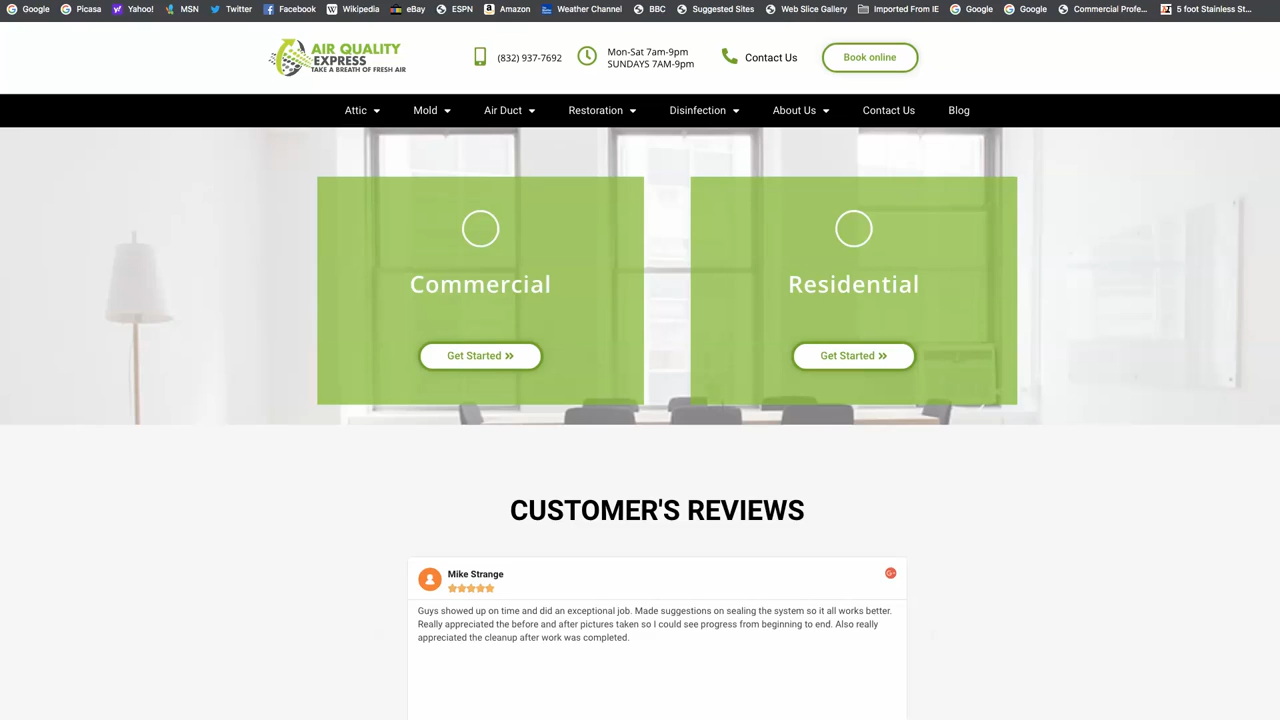 Google Picasa Yahoo! MSN Twitter Facebook Wikipedia eBay ESPN Amazon Weather Channel BBC Suggested Sites Web Slice Gallery Imported From IE Google Google Commercial Profe... 5 foot Stainless St...
AIR QUALITY
EXPRESS
TAKE A BREATH OF FRESH AIR
(832) 937-7692
Mon-Sat 7am-9pm
SUNDAYS 7AM-9pm
Contact Us
Book online
Attic Mold Air Duct Restoration Disinfection About Us Contact Us Blog
Commercial
Get Started »
Residential
Get Started »
CUSTOMER'S REVIEWS
Mike Strange
G+
Guys showed up on time and did an exceptional job. Made suggestions on sealing the system so it all works better.
Really appreciated the before and after pictures taken so I could see progress from beginning to end. Also really
appreciated the cleanup after work was completed.